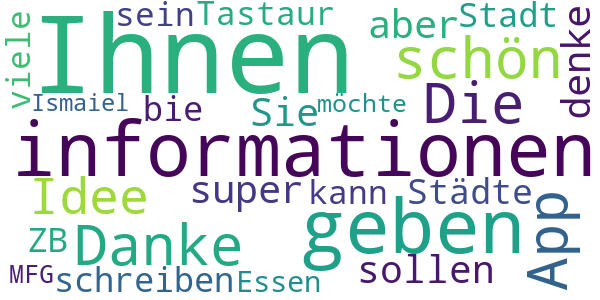 sein Tastaur aber Stadt
viele Ihnen schön denke
Ismaiel bie Sie möchte Die
informationen
Idee super kann Städte App
ZB Danke geben
MFG schreiben Essen sollen